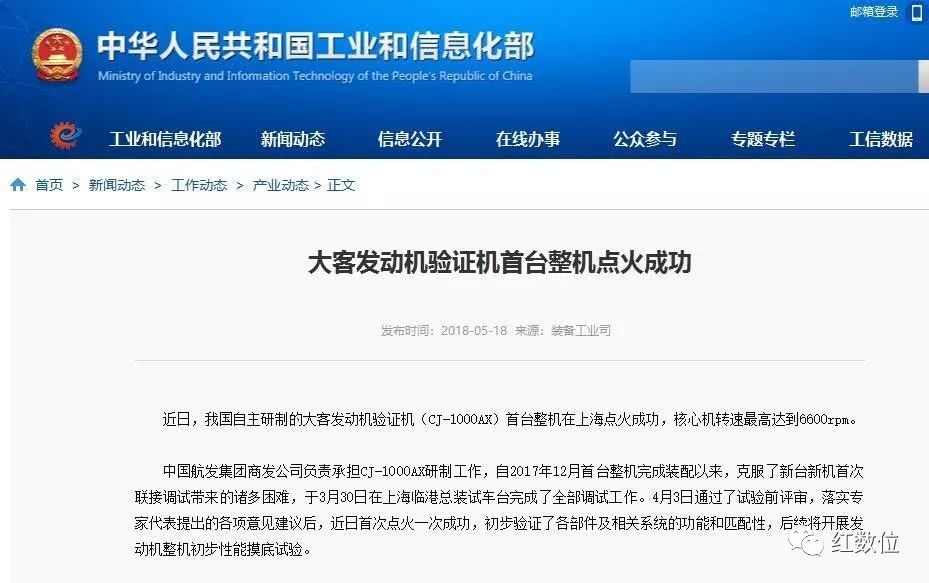 邮箱登录
中华人民共和国工业和信息化部
Ministry of Industry and Information Technology of the People's Republic of China
工业和信息化部 新闻动态 信息公开 在线办事 公众参与 专题专栏 工信数据
首页 > 新闻动态 > 工作动态 > 产业动态 > 正文
大客发动机验证机首台整机点火成功
发布时间：2018-05-18 来源：装备工业司
近日，我国自主研制的大客发动机验证机（CJ-1000AX）首台整机在上海点火成功，核心机转速最高达到6600rpm。
中国航发集团商发公司负责承担CJ-1000AX研制工作，自2017年12月首台整机完成装配以来，克服了新台新机首次
联接调试带来的诸多困难，于3月30日在上海临港总装试车台完成了全部调试工作。4月3日通过了试验前评审，落实专
家代表提出的各项意见建议后，近日首次点火一次成功，初步验证了各部件及相关系统的功能和匹配性，后续将开展发
动机整机初步性能摸底试验。
红数位